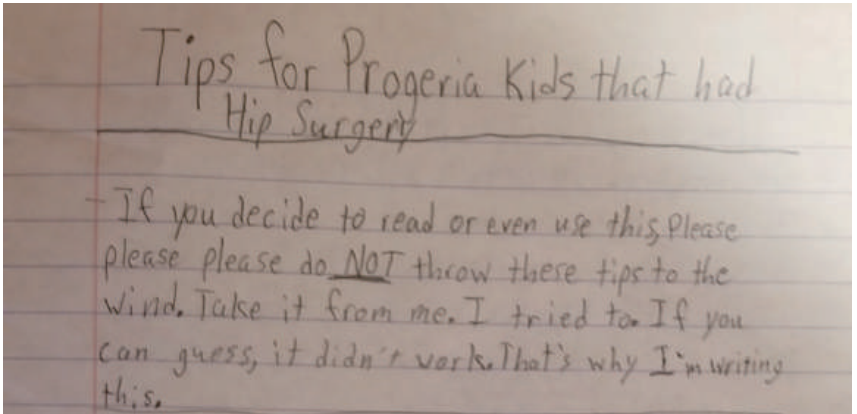 Tips for Progeria Kids that had
Hip Surgery
- If you decide to read or even use this, Please
please please do NOT throw these tips to the
wind. Take it from me. I tried to. If you
can guess, it didn't work. That's why I'm writing
this.